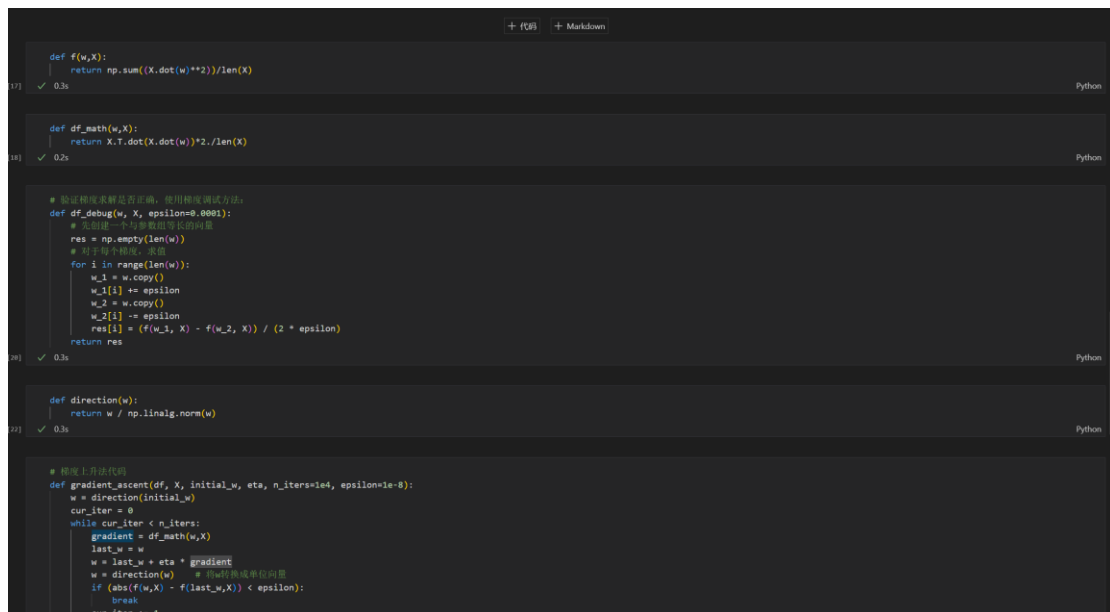 + 代码 + Markdown
def f(w,X):
    return np.sum((X.dot(w)**2))/len(X)
[17] ✓ 0.3s Python
def df_math(w,X):
    return X.T.dot(X.dot(w))*2./len(X)
[18] ✓ 0.2s Python
# 验证梯度求解是否正确，使用梯度调试方法：
def df_debug(w, X, epsilon=0.0001):
    # 先创建一个与参数组等长的向量
    res = np.empty(len(w))
    # 对于每个梯度，求值
    for i in range(len(w)):
        w_1 = w.copy()
        w_1[i] += epsilon
        w_2 = w.copy()
        w_2[i] -= epsilon
        res[i] = (f(w_1, X) - f(w_2, X)) / (2 * epsilon)
    return res
[20] ✓ 0.3s Python
def direction(w):
    return w / np.linalg.norm(w)
[22] ✓ 0.3s Python
# 梯度上升法代码
def gradient_ascent(df, X, initial_w, eta, n_iters=1e4, epsilon=1e-8):
    w = direction(initial_w)
    cur_iter = 0
    while cur_iter < n_iters:
        gradient = df_math(w,X)
        last_w = w
        w = last_w + eta * gradient
        w = direction(w)    # 将w转换成单位向量
        if (abs(f(w,X) - f(last_w,X)) < epsilon):
            break